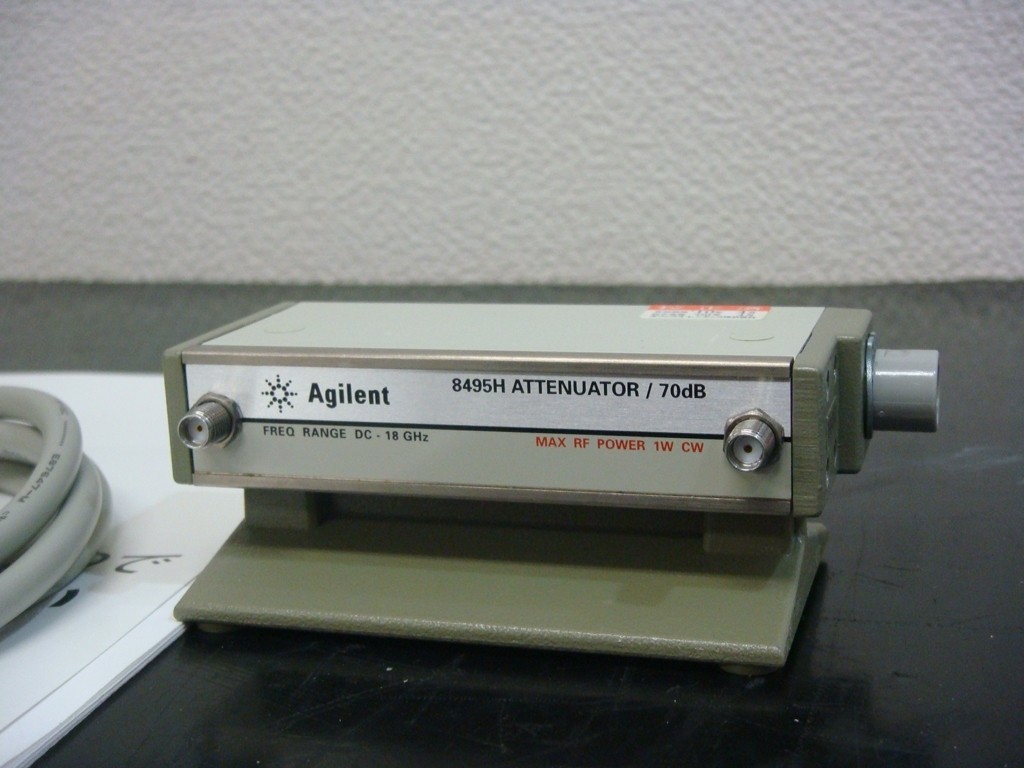 Agilent
8495H ATTENUATOR / 70dB
FREQ RANGE DC - 18 GHz
MAX RF POWER 1W CW